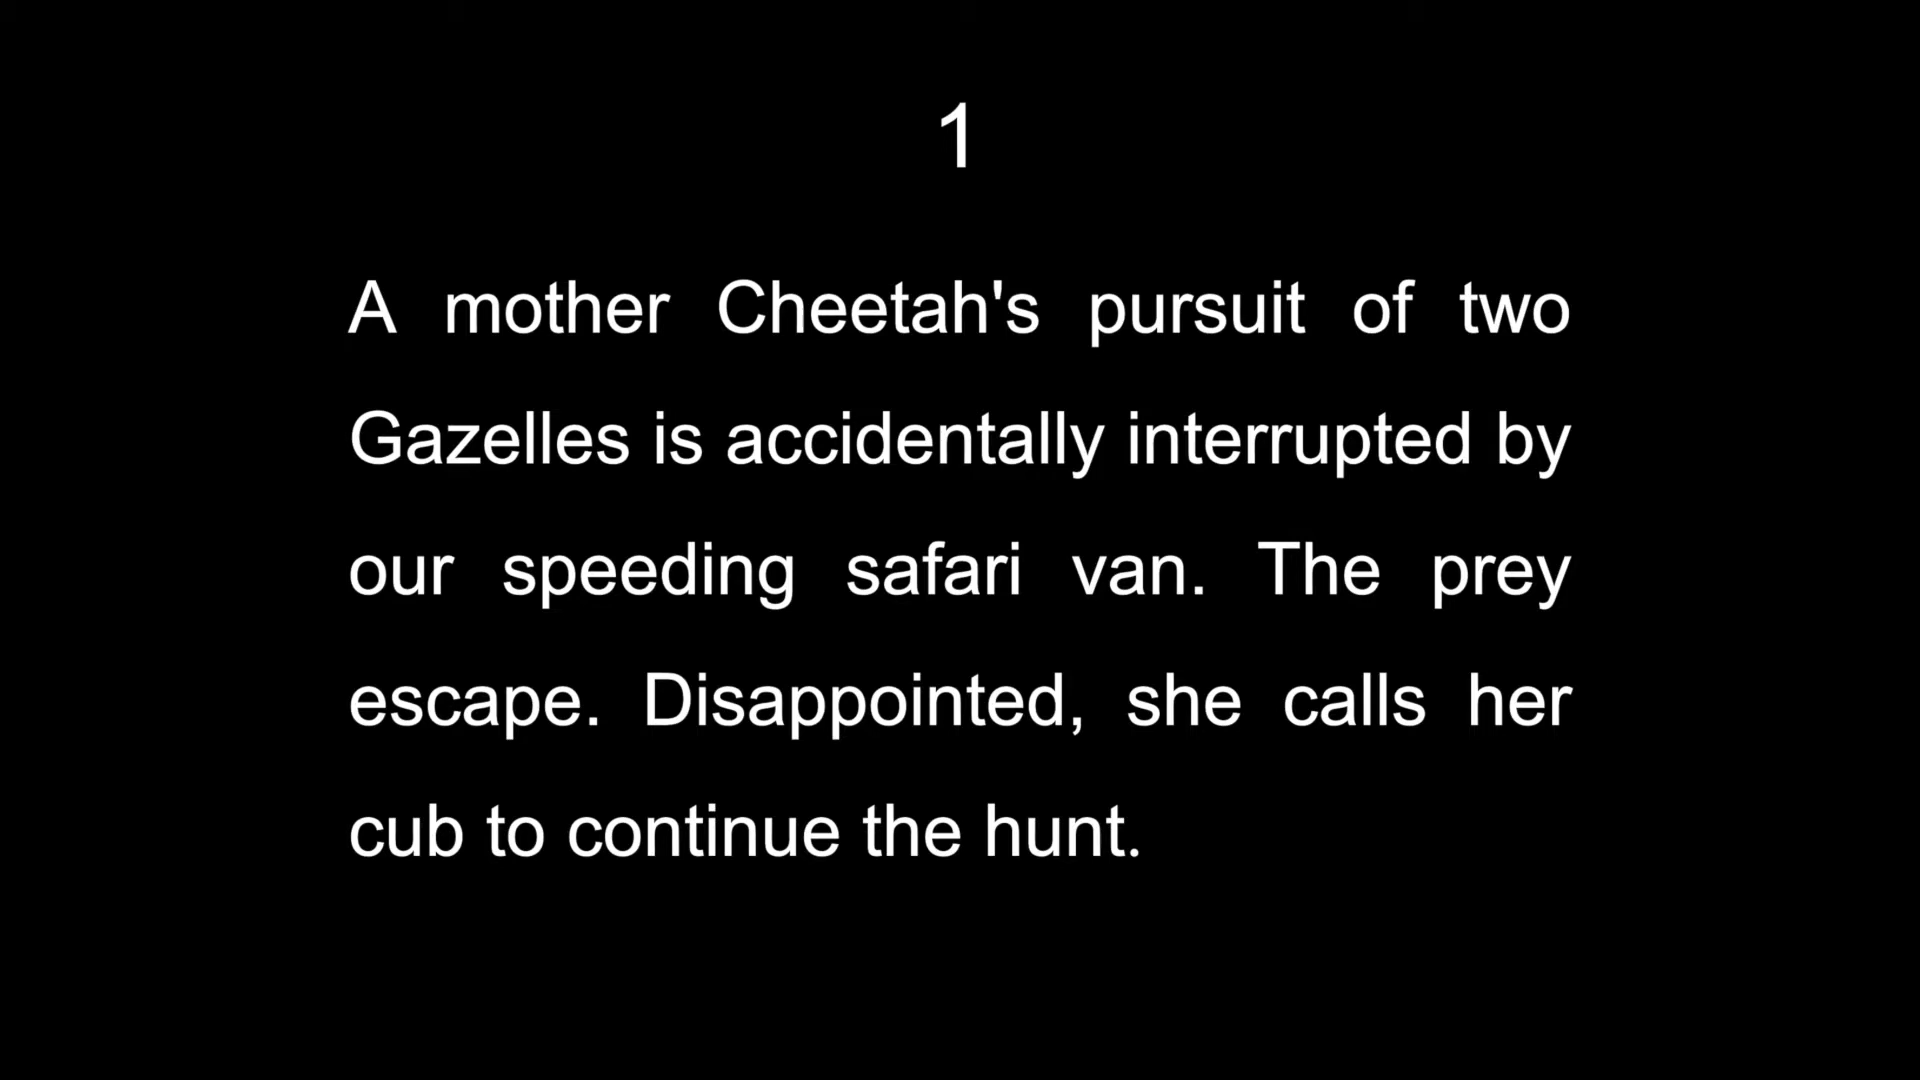 1
A mother Cheetah's pursuit of two
Gazelles is accidentally interrupted by
our speeding safari van. The prey
escape. Disappointed, she calls her
cub to continue the hunt.